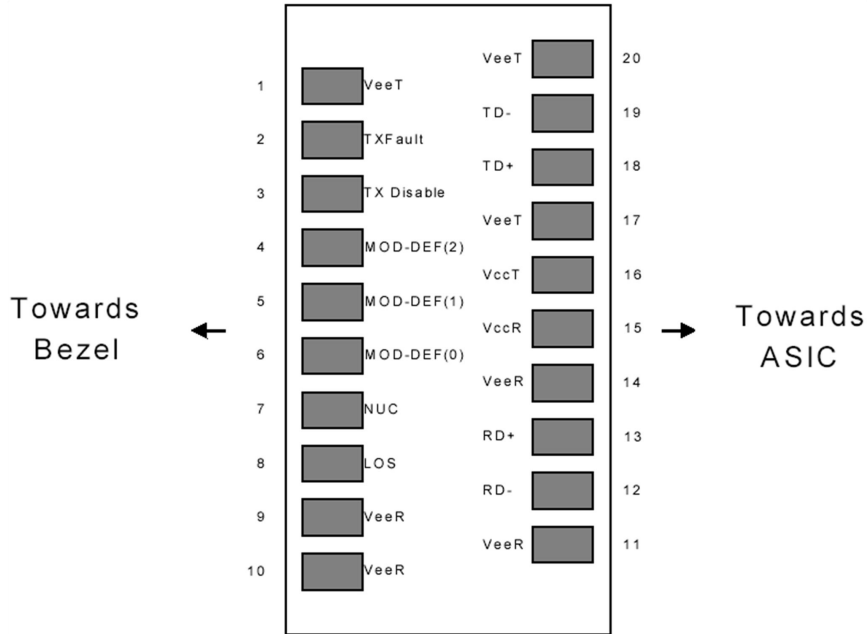 VeeT 20
1 VeeT
TD- 19
2 TXFault
TD+ 18
3 TX Disable
VeeT 17
4 MOD-DEF(2)
VccT 16
5 MOD-DEF(1)
Towards
Bezel
VccR 15
Towards
ASIC
6 MOD-DEF(0)
VeeR 14
7 NUC
RD+ 13
8 LOS
RD- 12
9 VeeR
VeeR 11
10 VeeR